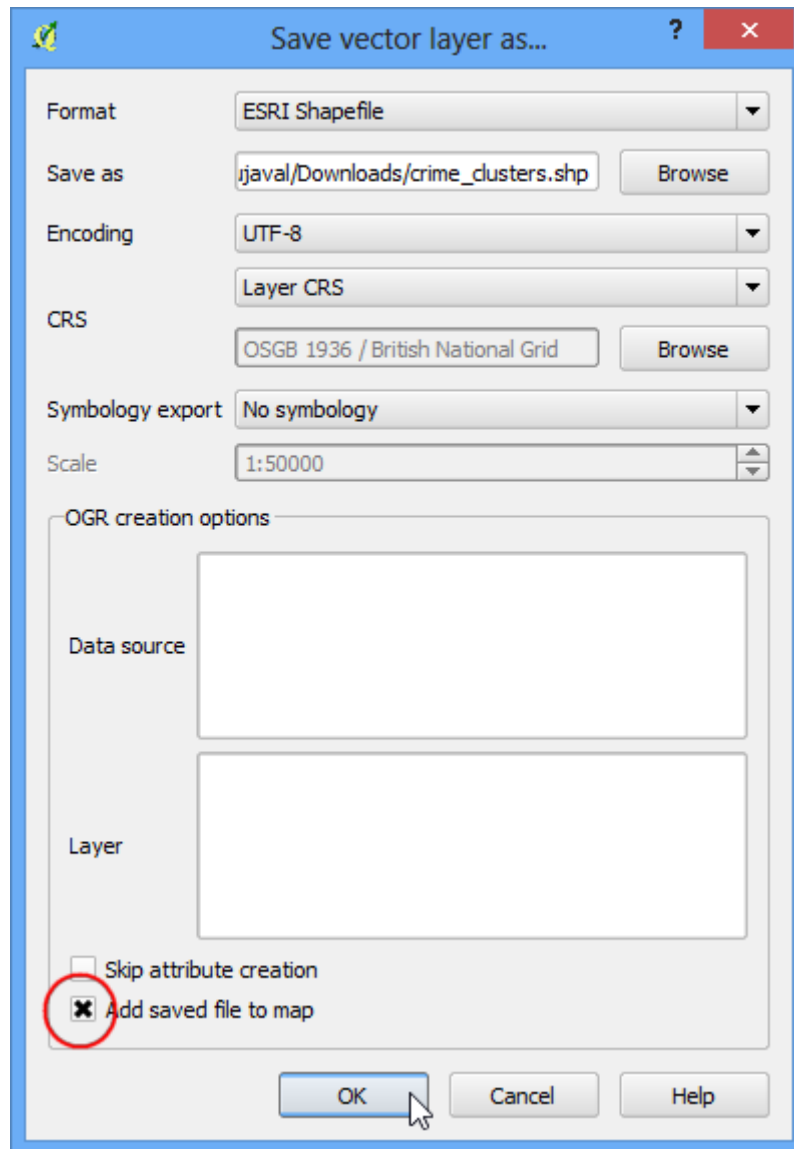 Save vector layer as...
?
Format ESRI Shapefile
Save as ujaval/Downloads/crime_clusters.shp Browse
Encoding UTF-8
Layer CRS
CRS
OSGB 1936 / British National Grid Browse
Symbology export No symbology
Scale 1:50000
OGR creation options
Data source
Layer
Skip attribute creation
Add saved file to map
OK Cancel Help